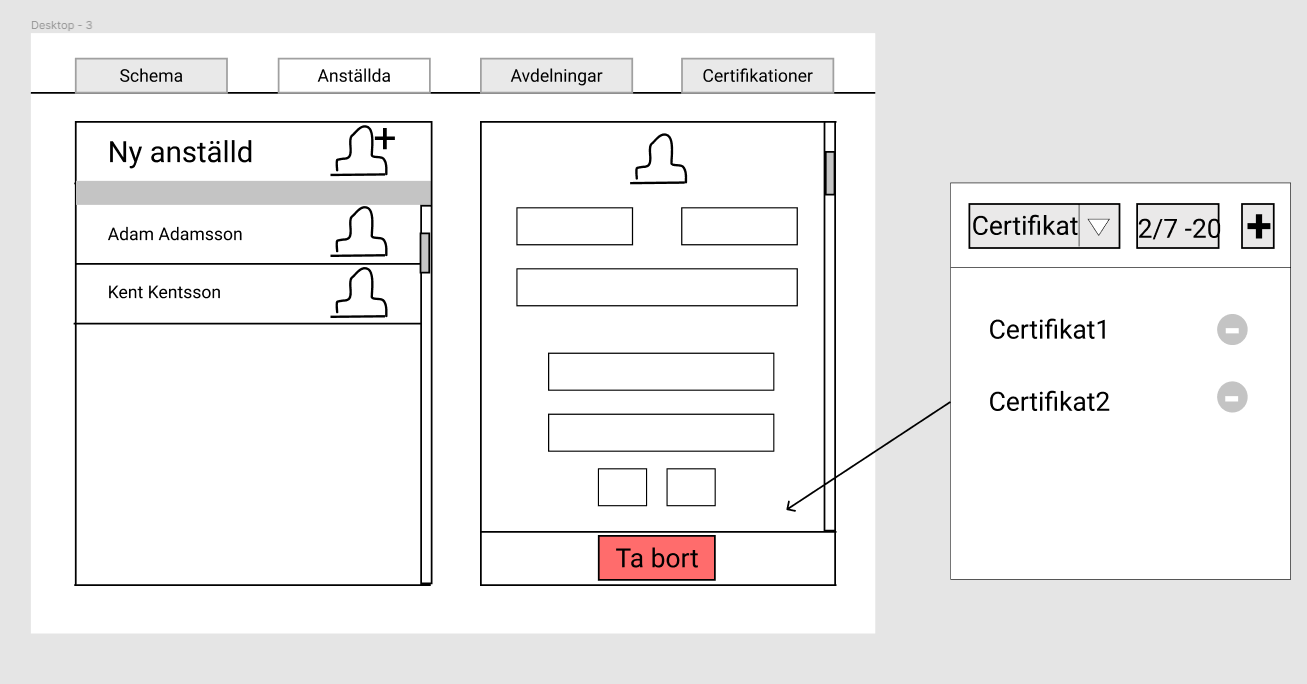 Desktop - 3
Schema
Anställda
Avdelningar
Certifikationer
Ny anställd
Adam Adamsson
Kent Kentsson
Ta bort
Certifikat
2/7 -20
Certifikat1
Certifikat2